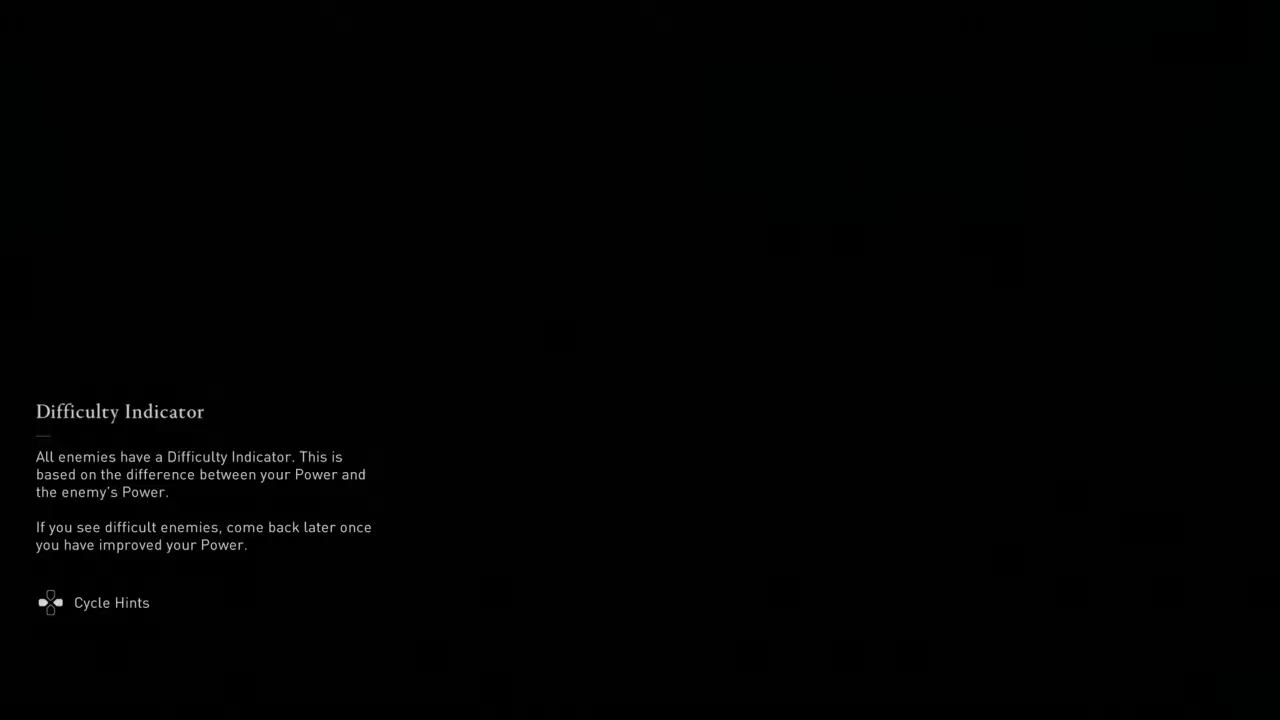 Difficulty Indicator
All enemies have a Difficulty Indicator. This is
based on the difference between your Power and
the enemy's Power.
If you see difficult enemies, come back later once
you have improved your Power.
Cycle Hints